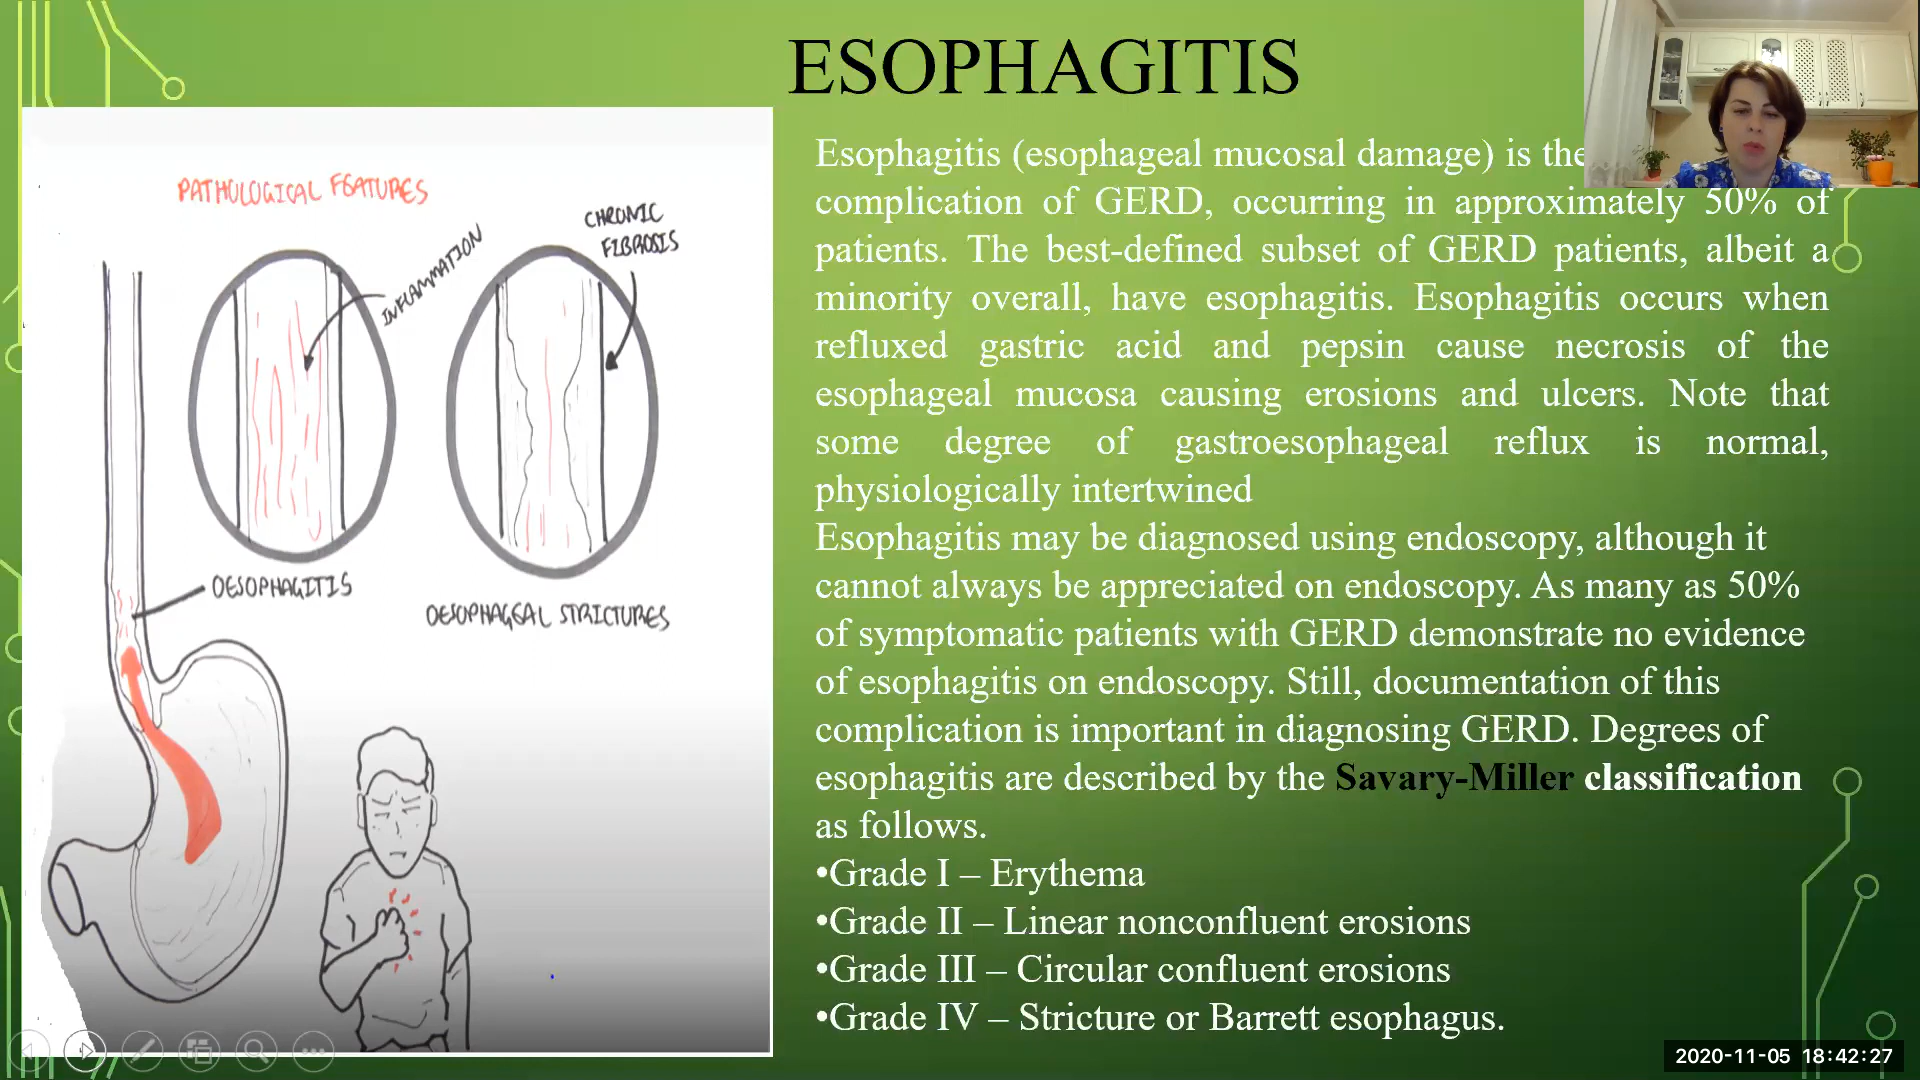 ESOPHAGITIS
PATHOLOGICAL FEATURES
INFLAMMATION
CHRONIC
FIBROSIS
OESOPHAGITIS
OESOPHAGEAL STRICTURES
Esophagitis (esophageal mucosal damage) is the
complication of GERD, occurring in approximately 50% of
patients. The best-defined subset of GERD patients, albeit a
minority overall, have esophagitis. Esophagitis occurs when
refluxed gastric acid and pepsin cause necrosis of the
esophageal mucosa causing erosions and ulcers. Note that
some degree of gastroesophageal reflux is normal,
physiologically intertwined
Esophagitis may be diagnosed using endoscopy, although it
cannot always be appreciated on endoscopy. As many as 50%
of symptomatic patients with GERD demonstrate no evidence
of esophagitis on endoscopy. Still, documentation of this
complication is important in diagnosing GERD. Degrees of
esophagitis are described by the Savary-Miller classification
as follows.
•Grade I – Erythema
•Grade II – Linear nonconfluent erosions
•Grade III – Circular confluent erosions
•Grade IV – Stricture or Barrett esophagus.
2020-11-05 18:42:27